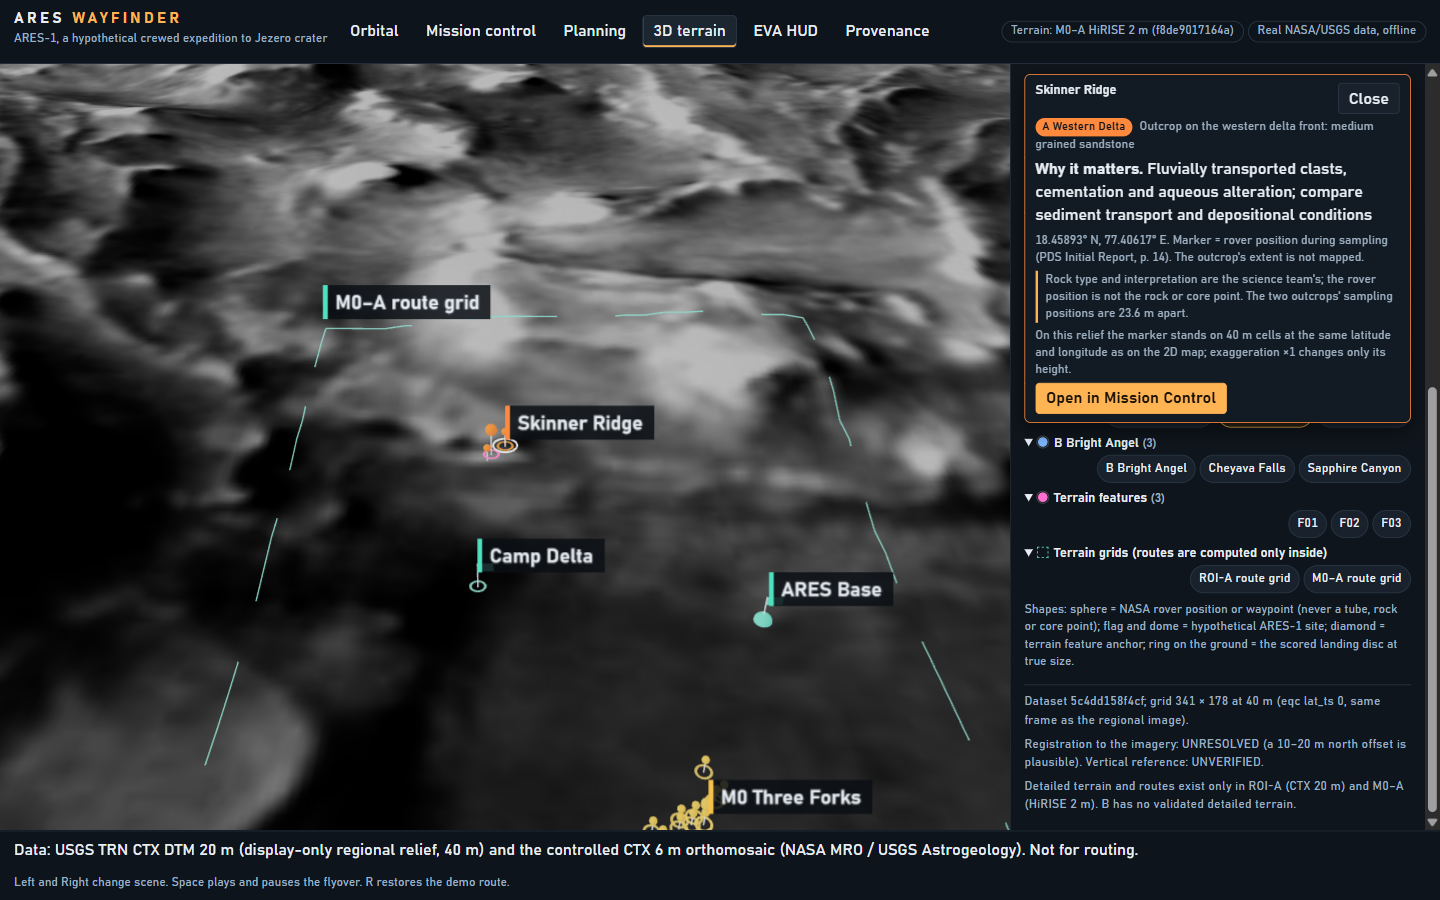 ARES WAYFINDER
ARES-1, a hypothetical crewed expedition to Jezero crater
Orbital
Mission control
Planning
3D terrain
EVA HUD
Provenance
Terrain: M0-A HiRISE 2 m (f8de9017164a)
Real NASA/USGS data, offline
M0-A route grid
Skinner Ridge
Camp Delta
ARES Base
M0 Three Forks
Skinner Ridge
Close
A Western Delta Outcrop on the western delta front: medium
grained sandstone
Why it matters. Fluvially transported clasts,
cementation and aqueous alteration; compare
sediment transport and depositional conditions
18.45893° N, 77.40617° E. Marker = rover position during sampling
(PDS Initial Report, p. 14). The outcrop's extent is not mapped.
Rock type and interpretation are the science team's; the rover
position is not the rock or core point. The two outcrops' sampling
positions are 23.6 m apart.
On this relief the marker stands on 40 m cells at the same latitude
and longitude as on the 2D map; exaggeration ×1 changes only its
height.
Open in Mission Control
B Bright Angel (3)
B Bright Angel
Cheyava Falls
Sapphire Canyon
Terrain features (3)
F01
F02
F03
Terrain grids (routes are computed only inside)
ROI-A route grid
M0-A route grid
Shapes: sphere = NASA rover position or waypoint (never a tube, rock
or core point); flag and dome = hypothetical ARES-1 site; diamond =
terrain feature anchor; ring on the ground = the scored landing disc at
true size.
Dataset 5c4dd158f4cf; grid 341 × 178 at 40 m (eqc lat_ts 0, same
frame as the regional image).
Registration to the imagery: UNRESOLVED (a 10-20 m north offset is
plausible). Vertical reference: UNVERIFIED.
Detailed terrain and routes exist only in ROI-A (CTX 20 m) and M0-A
(HiRISE 2 m). B has no validated detailed terrain.
Data: USGS TRN CTX DTM 20 m (display-only regional relief, 40 m) and the controlled CTX 6 m orthomosaic (NASA MRO / USGS Astrogeology). Not for routing.
Left and Right change scene. Space plays and pauses the flyover. R restores the demo route.